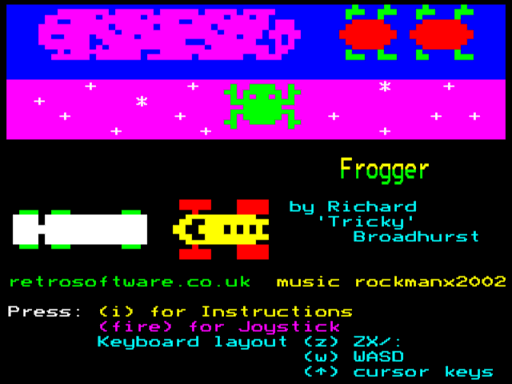 Frogger
by Richard
'Tricky'
Broadhurst
retrosoftware.co.uk music rockmanx2002
Press: (i) for Instructions
(fire) for Joystick
Keyboard layout (z) ZX/:
(w) WASD
(↑) cursor keys